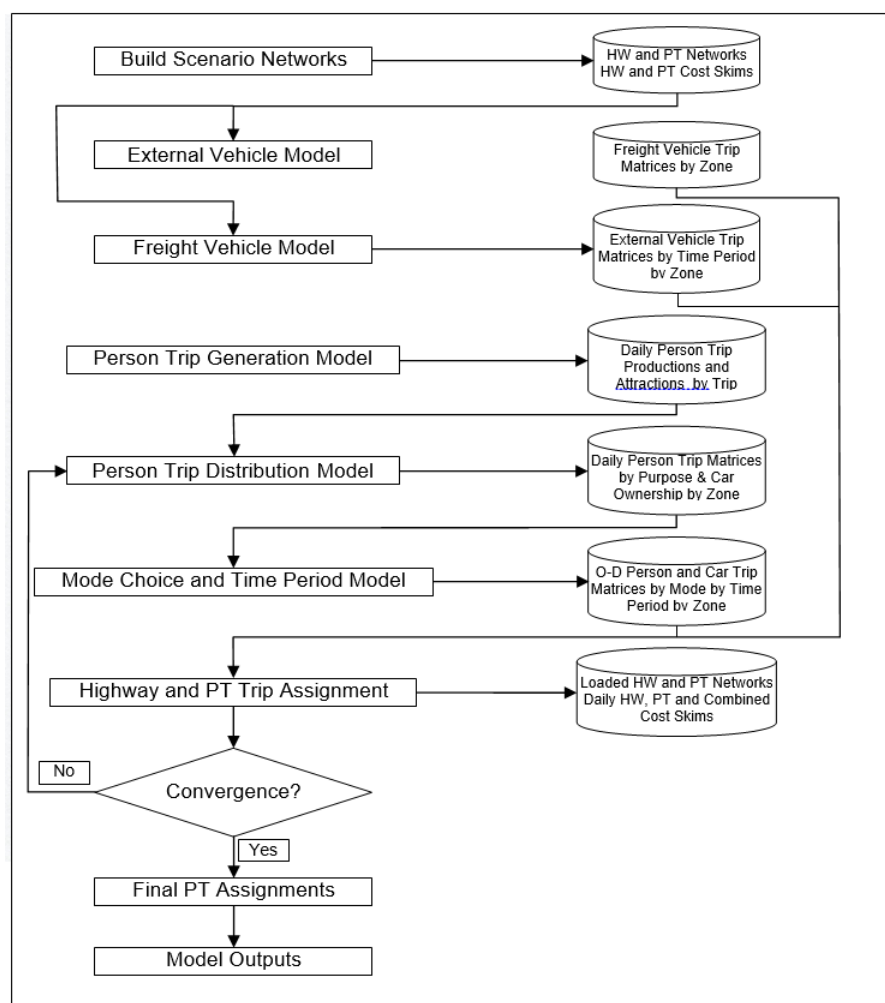 Build Scenario Networks
HW and PT Networks
HW and PT Cost Skims
External Vehicle Model
Freight Vehicle Trip
Matrices by Zone
Freight Vehicle Model
External Vehicle Trip
Matrices by Time Period
by Zone
Person Trip Generation Model
Daily Person Trip
Productions and
Attractions by Trip
Person Trip Distribution Model
Daily Person Trip Matrices
by Purpose & Car
Ownership by Zone
Mode Choice and Time Period Model
O-D Person and Car Trip
Matrices by Mode by Time
Period by Zone
Highway and PT Trip Assignment
Loaded HW and PT Networks
Daily HW, PT and Combined
Cost Skims
No
Convergence?
Yes
Final PT Assignments
Model Outputs